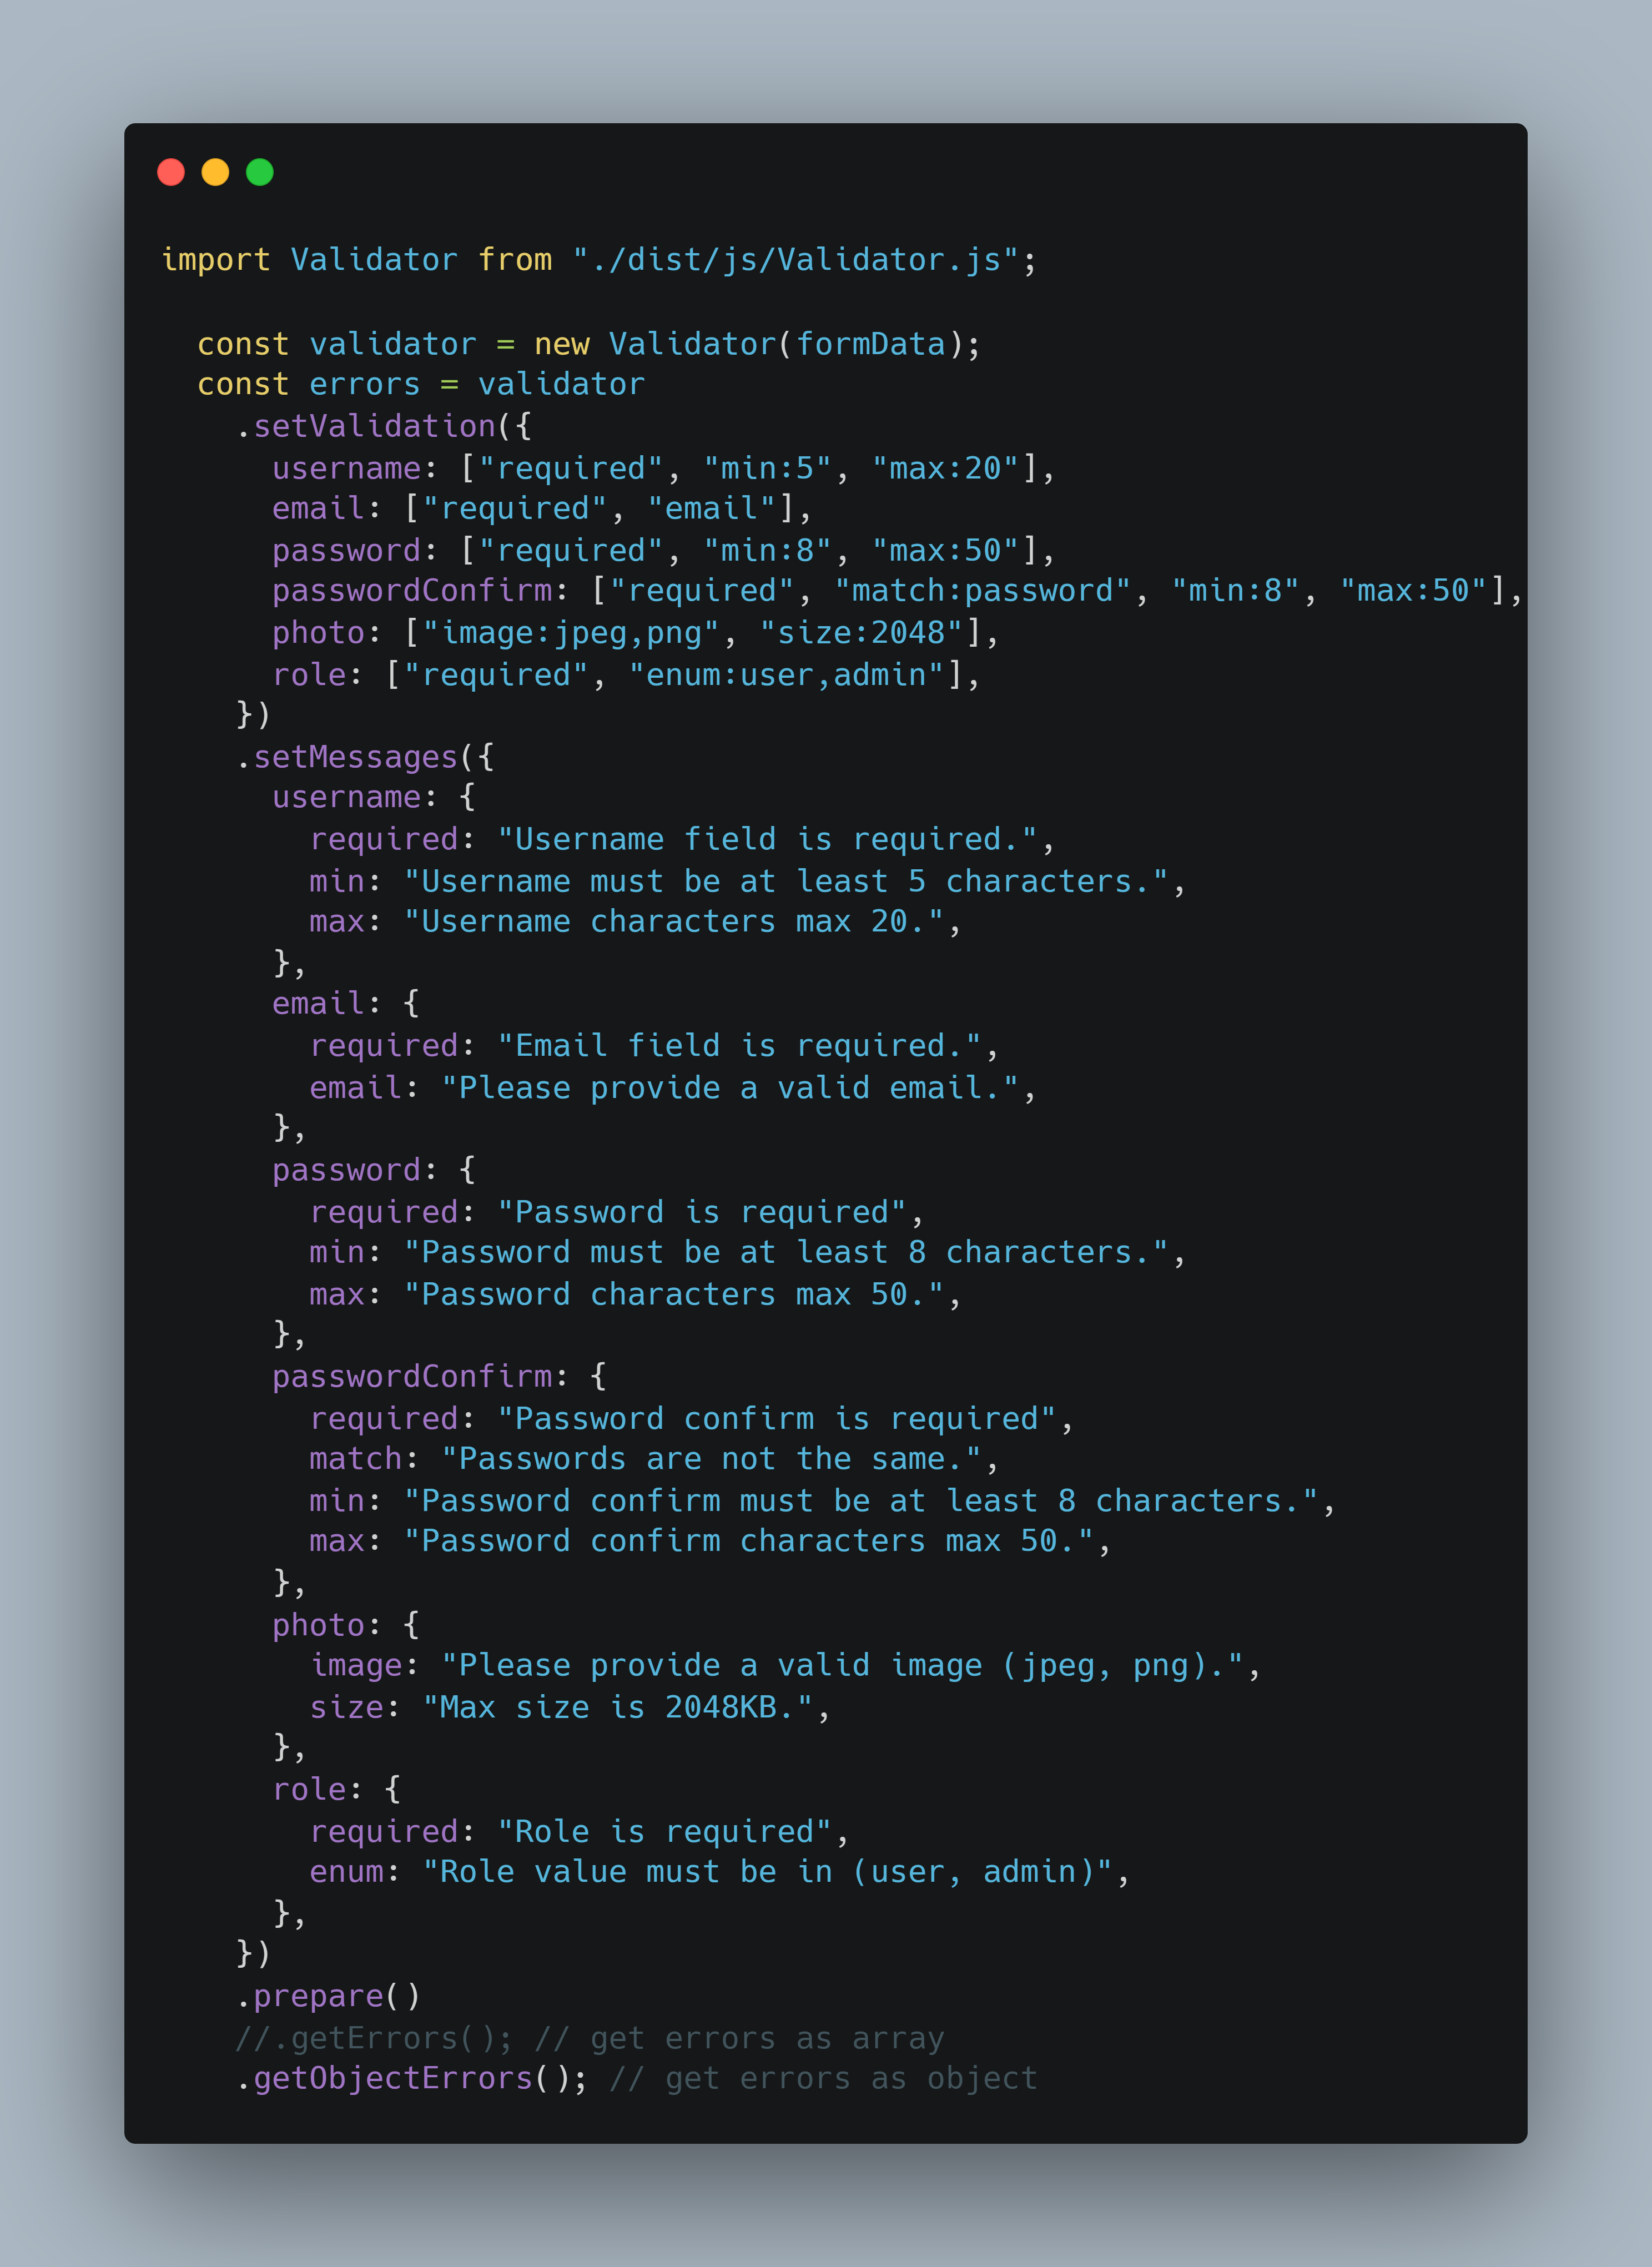 import Validator from "./dist/js/Validator.js";

  const validator = new Validator(formData);
  const errors = validator
    .setValidation({
      username: ["required", "min:5", "max:20"],
      email: ["required", "email"],
      password: ["required", "min:8", "max:50"],
      passwordConfirm: ["required", "match:password", "min:8", "max:50"],
      photo: ["image:jpeg,png", "size:2048"],
      role: ["required", "enum:user,admin"],
    })
    .setMessages({
      username: {
        required: "Username field is required.",
        min: "Username must be at least 5 characters.",
        max: "Username characters max 20.",
      },
      email: {
        required: "Email field is required.",
        email: "Please provide a valid email.",
      },
      password: {
        required: "Password is required",
        min: "Password must be at least 8 characters.",
        max: "Password characters max 50.",
      },
      passwordConfirm: {
        required: "Password confirm is required",
        match: "Passwords are not the same.",
        min: "Password confirm must be at least 8 characters.",
        max: "Password confirm characters max 50.",
      },
      photo: {
        image: "Please provide a valid image (jpeg, png).",
        size: "Max size is 2048KB.",
      },
      role: {
        required: "Role is required",
        enum: "Role value must be in (user, admin)",
      },
    })
    .prepare()
    //.getErrors(); // get errors as array
    .getObjectErrors(); // get errors as object